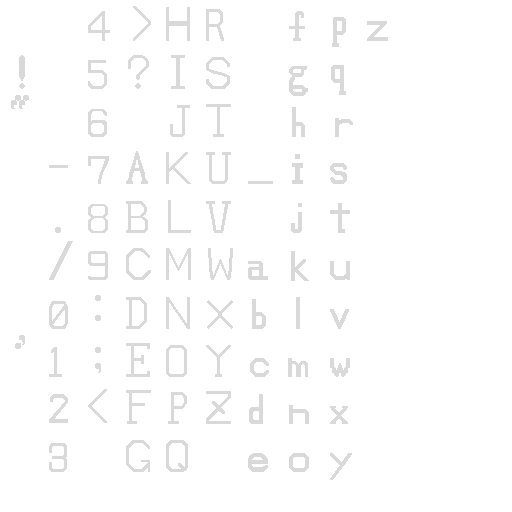 4 > H R f p z
! 5 ? I S g q
" 6 J T h r
- 7 A K U _ i s
. 8 B L V j t
/ 9 C M W a k u
0 : D N X b l v
' 1 ; E O Y c m w
2 < F P Z d n x
3 G Q e o y